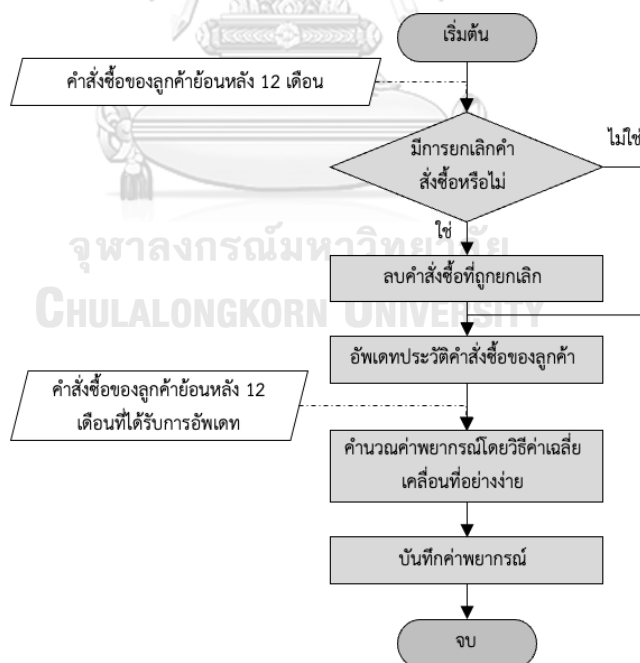 เริ่มต้น
คำสั่งซื้อของลูกค้าย้อนหลัง 12 เดือน
มีการยกเลิกคำ
สั่งซื้อหรือไม่
ไม่ใช่
ใช่
จุฬาลงกรณ์มหาวิทยาลัย
ลบคำสั่งซื้อที่ถูกยกเลิก
CHULALONGKORN UNIVERSITY
อัพเดทประวัติคำสั่งซื้อของลูกค้า
คำสั่งซื้อของลูกค้าย้อนหลัง 12
เดือนที่ได้รับการอัพเดท
คำนวณค่าพยากรณ์โดยวิธีค่าเฉลี่ย
เคลื่อนที่อย่างง่าย
บันทึกค่าพยากรณ์
จบ